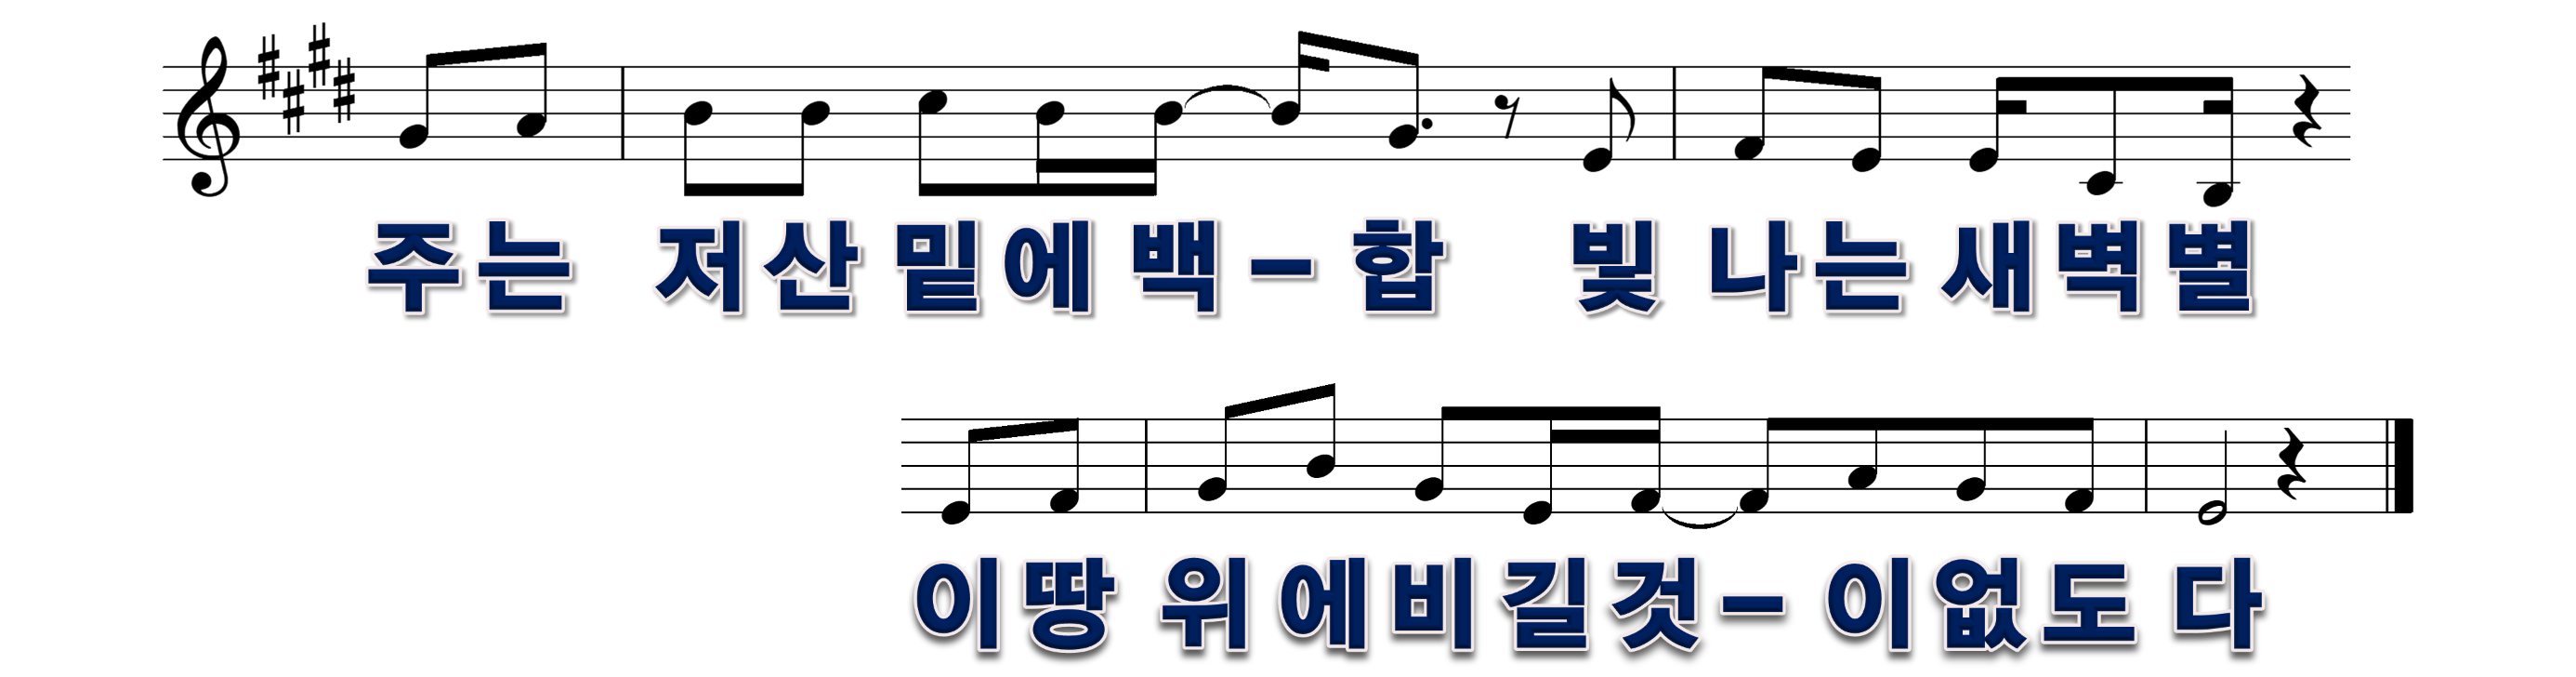 주는 저산 밑에 백-합 빛 나는 새벽별
이땅 위에비길것-이없도 다